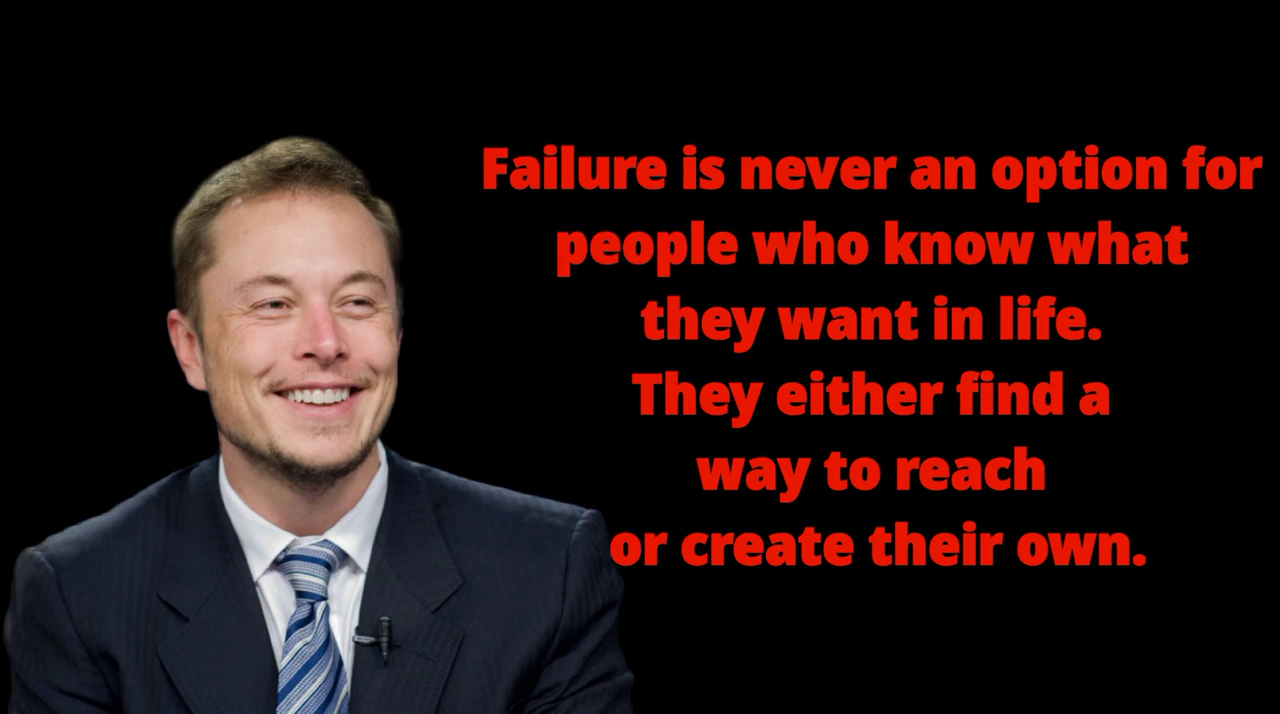 Failure is never an option for
people who know what
they want in life.
They either find a
way to reach
or create their own.